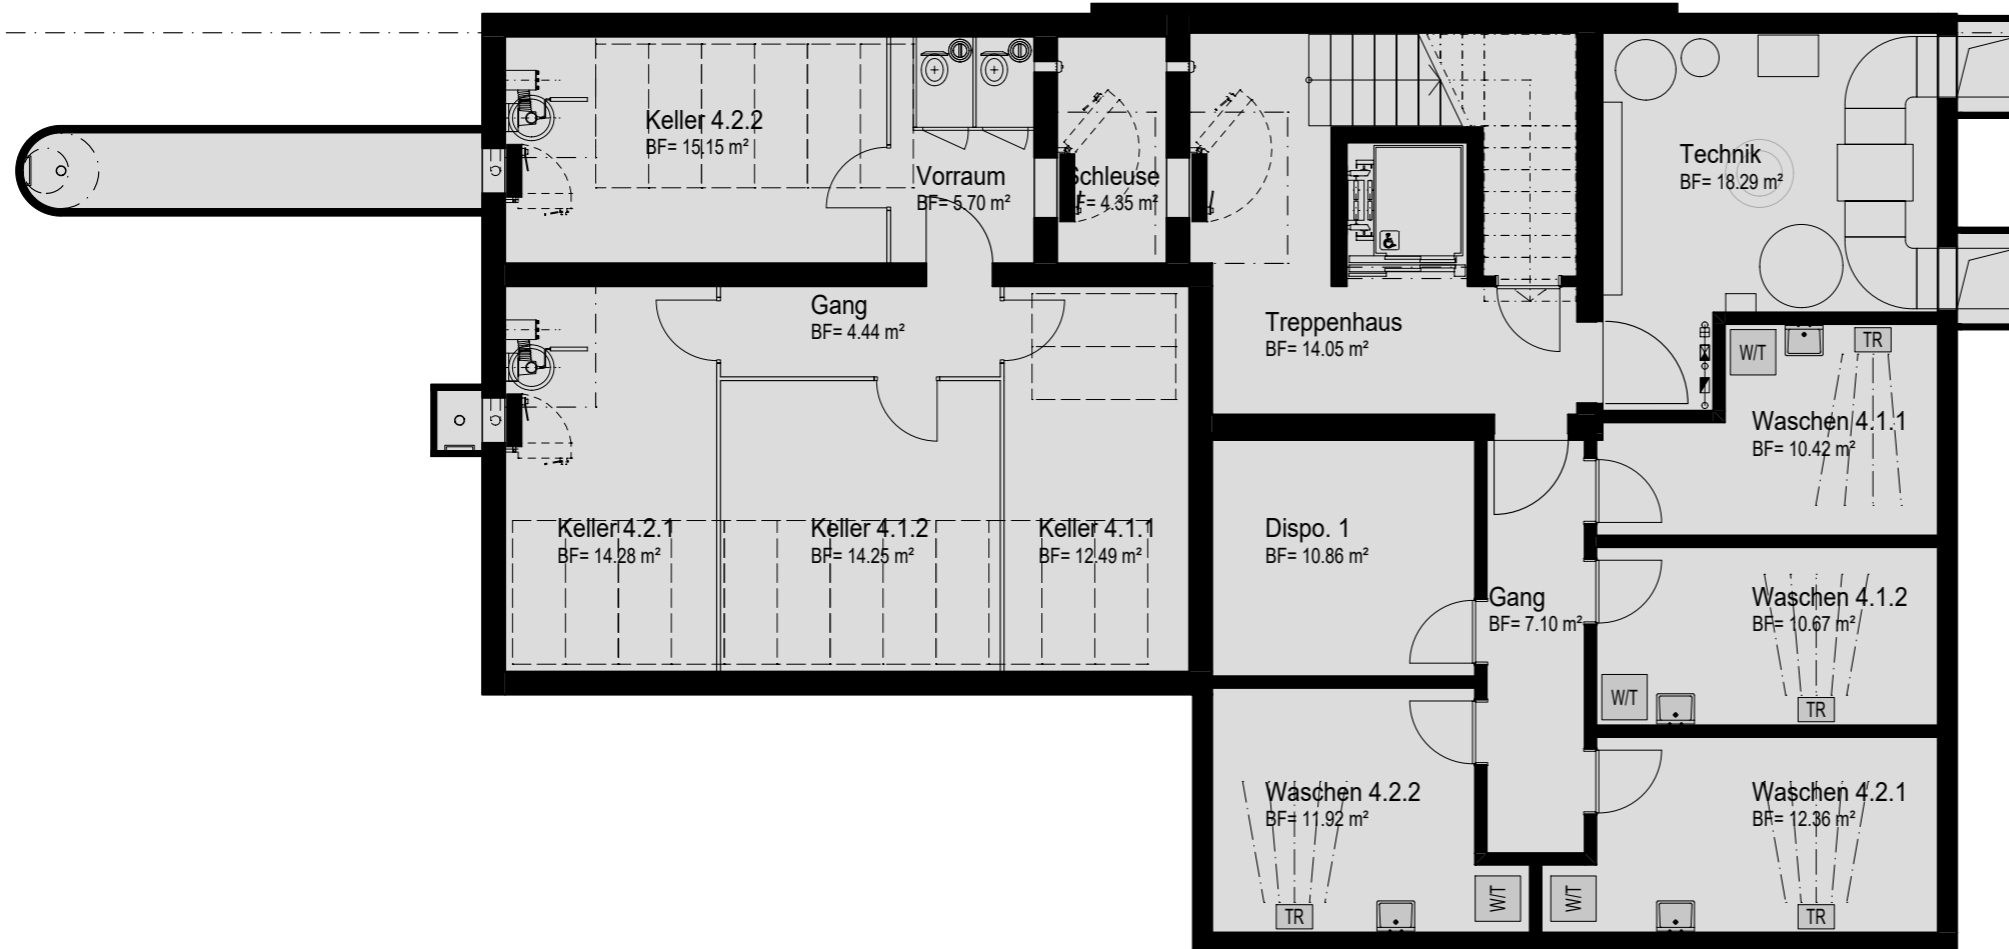 Keller 4.2.2
BF= 15.15 m²
Vorraum
BF= 5.70 m²
Schleuse
BF= 4.35 m²
Technik
BF= 18.29 m²
Gang
BF= 4.44 m²
Treppenhaus
BF= 14.05 m²
W/T
TR
Waschen 4.1.1
BF= 10.42 m²
Keller 4.2.1
BF= 14.28 m²
Keller 4.1.2
BF= 14.25 m²
Keller 4.1.1
BF= 12.49 m²
Dispo. 1
BF= 10.86 m²
Gang
BF= 7.10 m²
Waschen 4.1.2
BF= 10.67 m²
W/T
TR
Waschen 4.2.2
BF= 11.92 m²
Waschen 4.2.1
BF= 12.36 m²
TR
W/T
W/T
TR